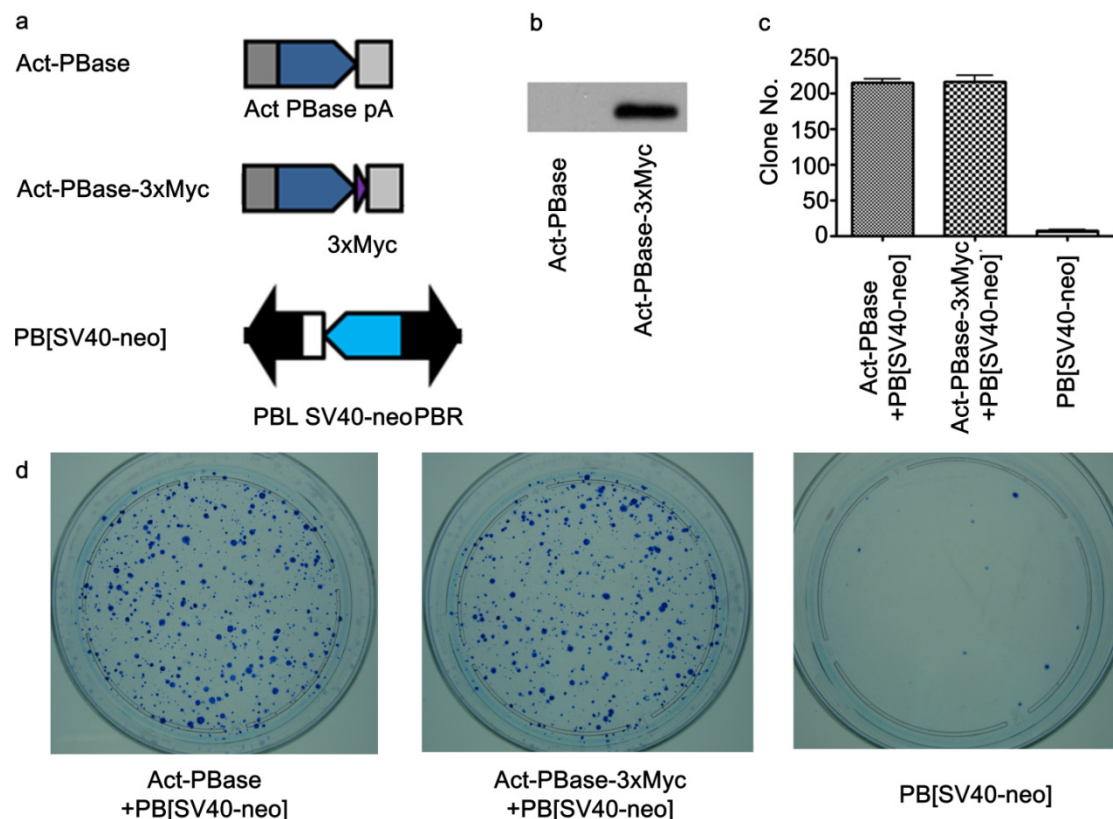 a
Act-PBase
Act PBase pA
Act-PBase-3xMyc
3xMyc
PB[SV40-neo]
PBL SV40-neoPBR
b
Act-PBase
Act-PBase-3xMyc
c
Clone No.
250
200
150
100
50
0
Act-PBase
+PB[SV40-neo]
Act-PBase-3xMyc
+PB[SV40-neo]
PB[SV40-neo]
d
Act-PBase
+PB[SV40-neo]
Act-PBase-3xMyc
+PB[SV40-neo]
PB[SV40-neo]